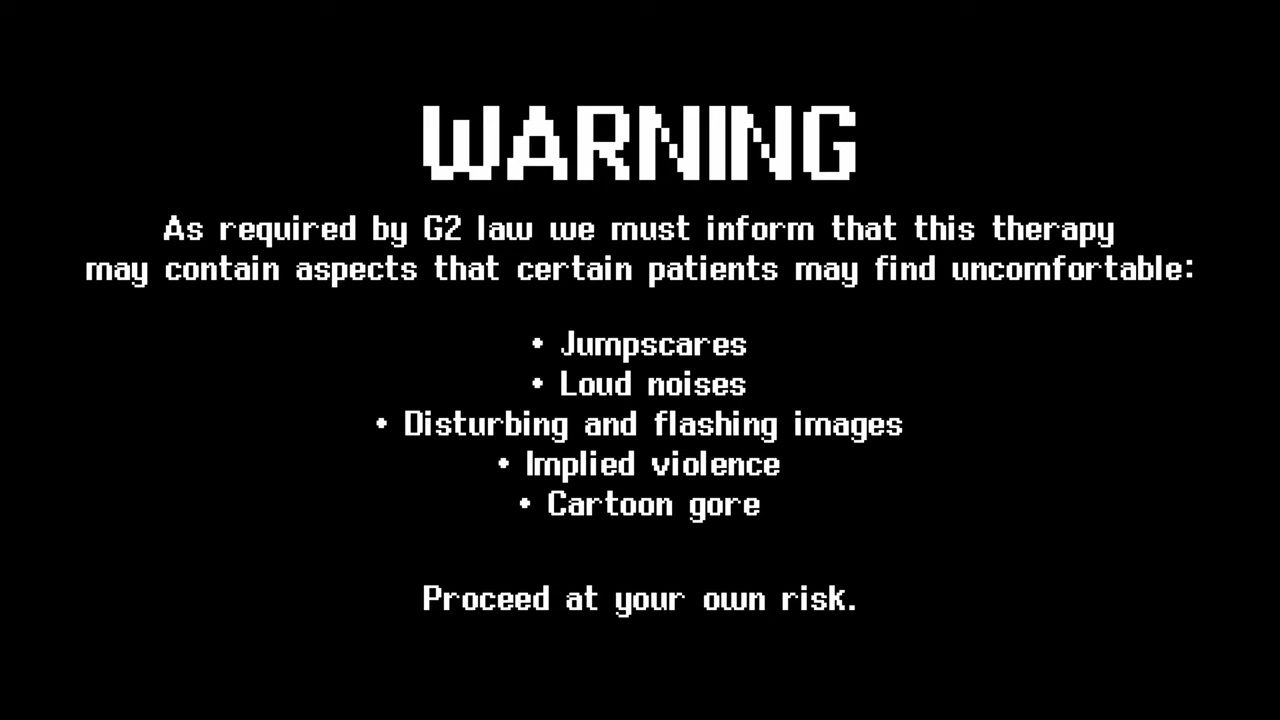 WARNING
As required by G2 law we must inform that this therapy
may contain aspects that certain patients may find uncomfortable:
• Jumpscares
• Loud noises
• Disturbing and flashing images
• Implied violence
• Cartoon gore
Proceed at your own risk.